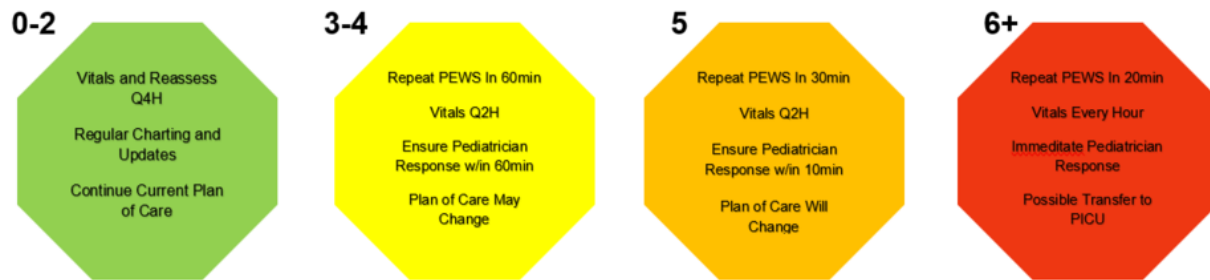 0-2
Vitals and Reassess
Q4H
Regular Charting and
Updates
Continue Current Plan
of Care
3-4
Repeat PEWS In 60min
Vitals Q2H
Ensure Pediatrician
Response w/in 60min
Plan of Care May
Change
5
Repeat PEWS In 30min
Vitals Q2H
Ensure Pediatrician
Response w/in 10min
Plan of Care Will
Change
6+
Repeat PEWS In 20min
Vitals Every Hour
Immeditate Pediatrician
Response
Possible Transfer to
PICU